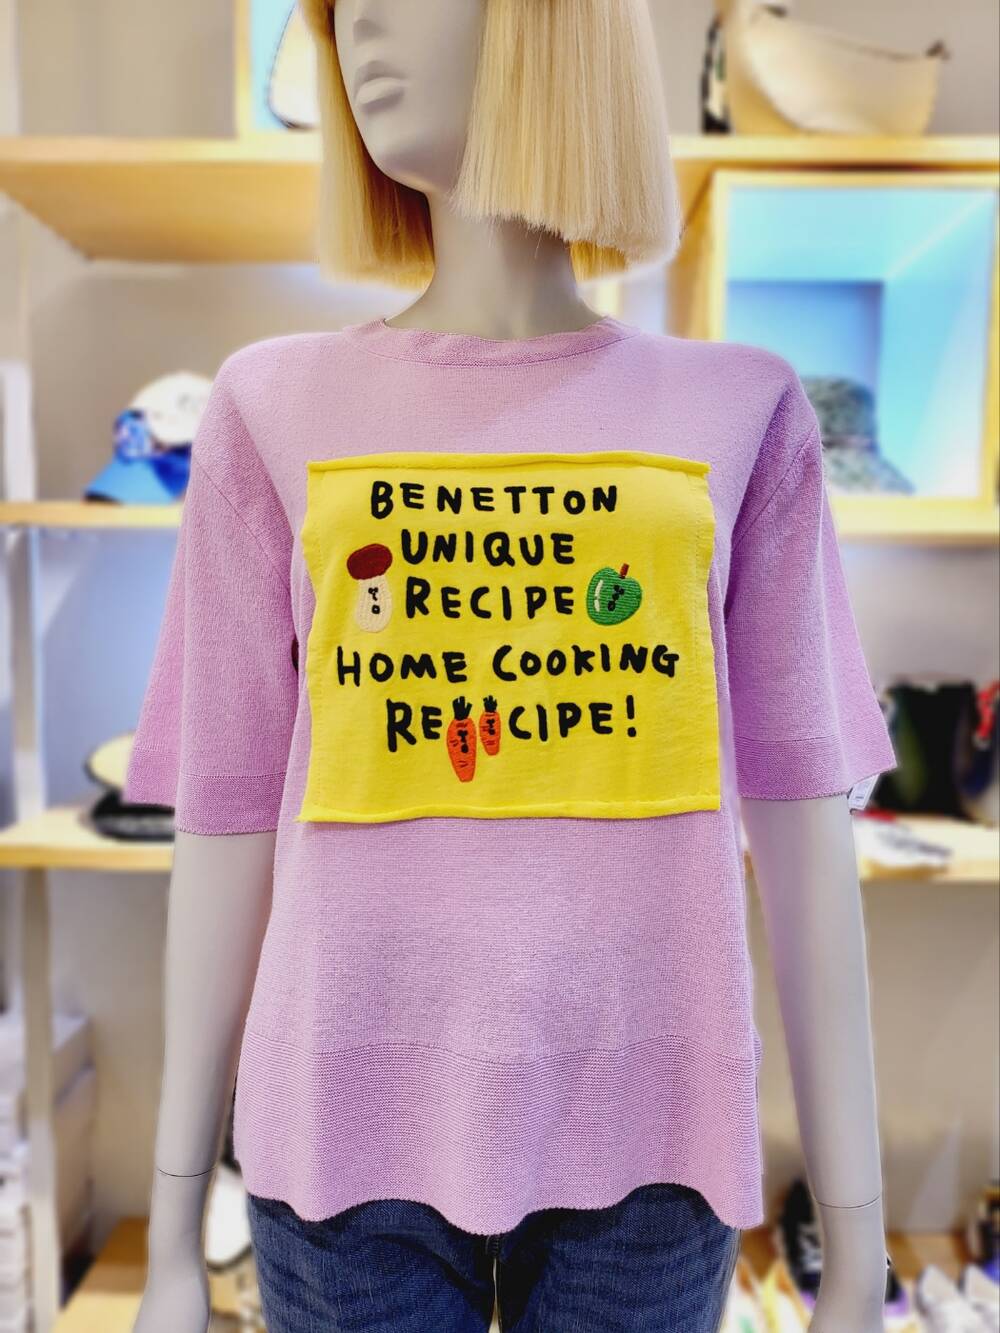 BENETTON
UNIQUE
RECIPE
HOME COOKING
RECIPE!